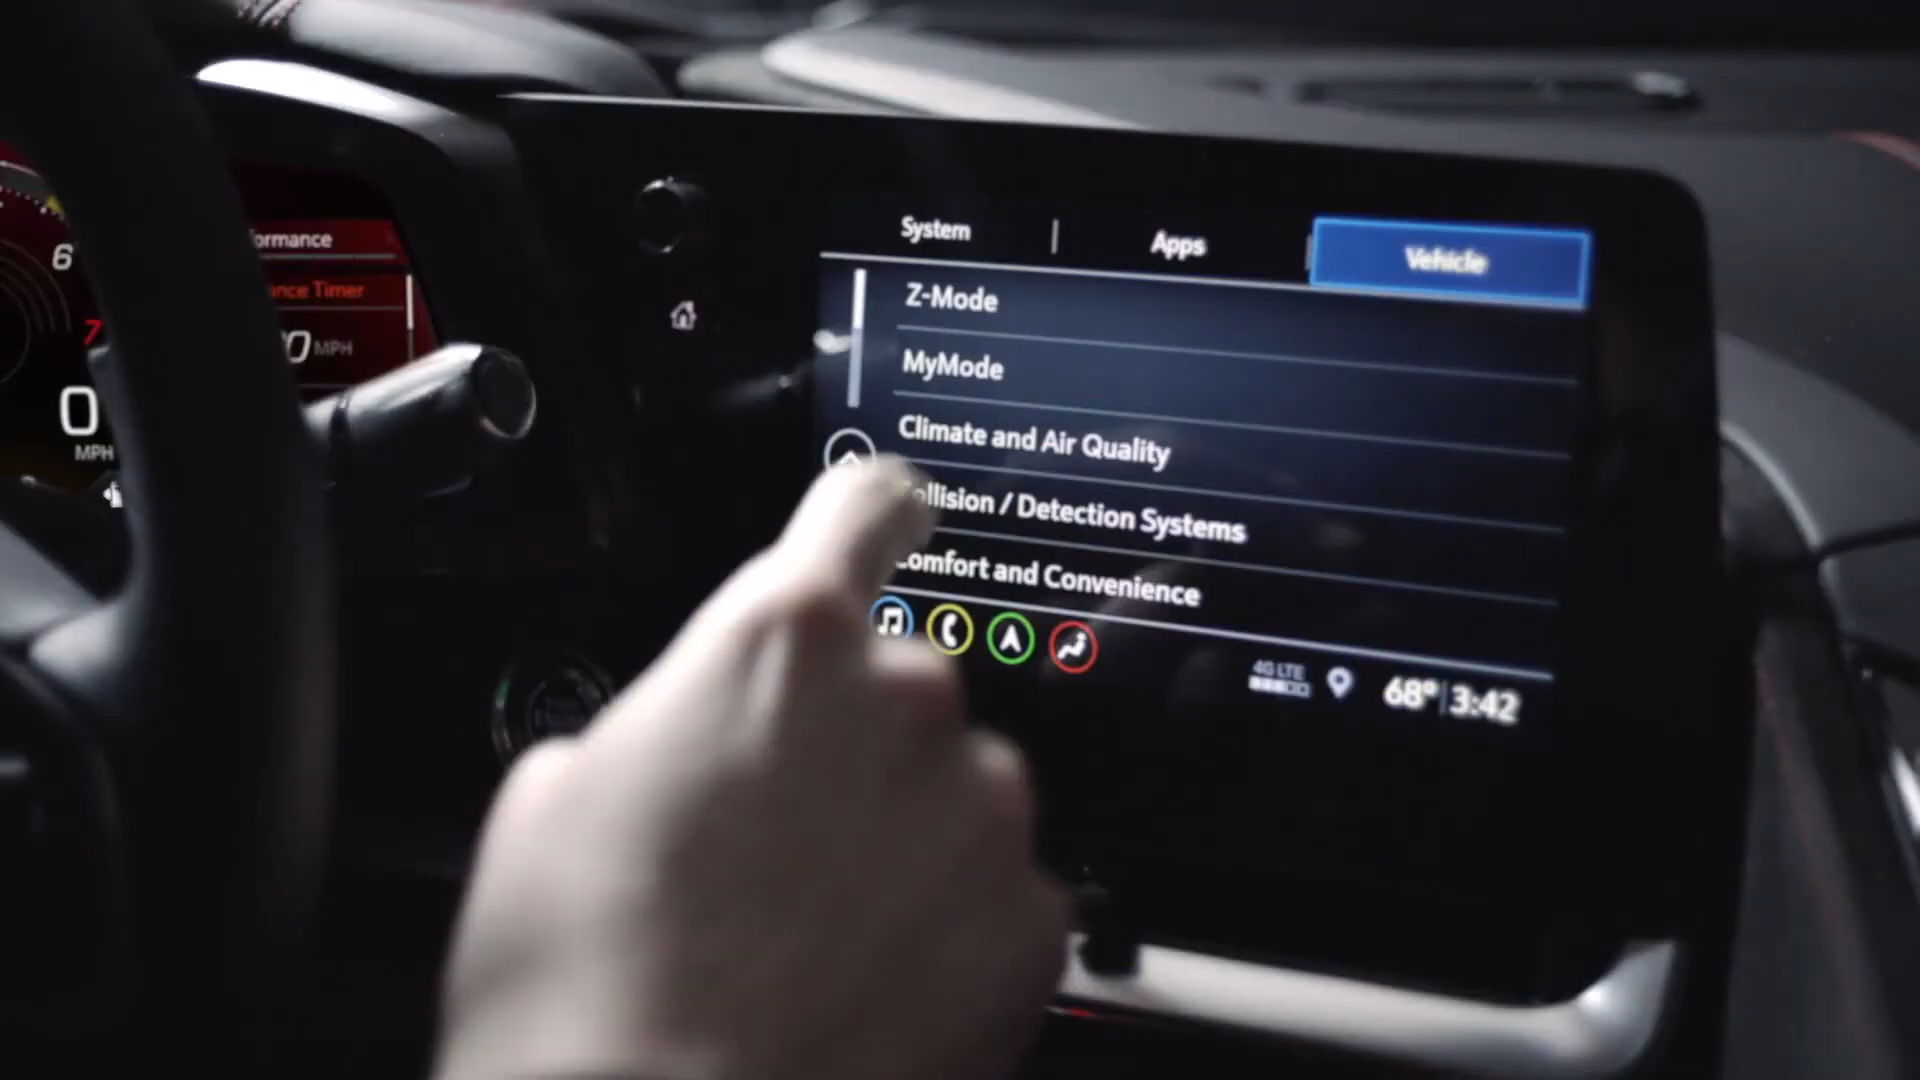 System | Apps | Vehicle
Z-Mode
MyMode
Climate and Air Quality
ollision / Detection Systems
omfort and Convenience
4G LTE
68° | 3:42
ormance
ance Timer
0 MPH
6
7
0
MPH